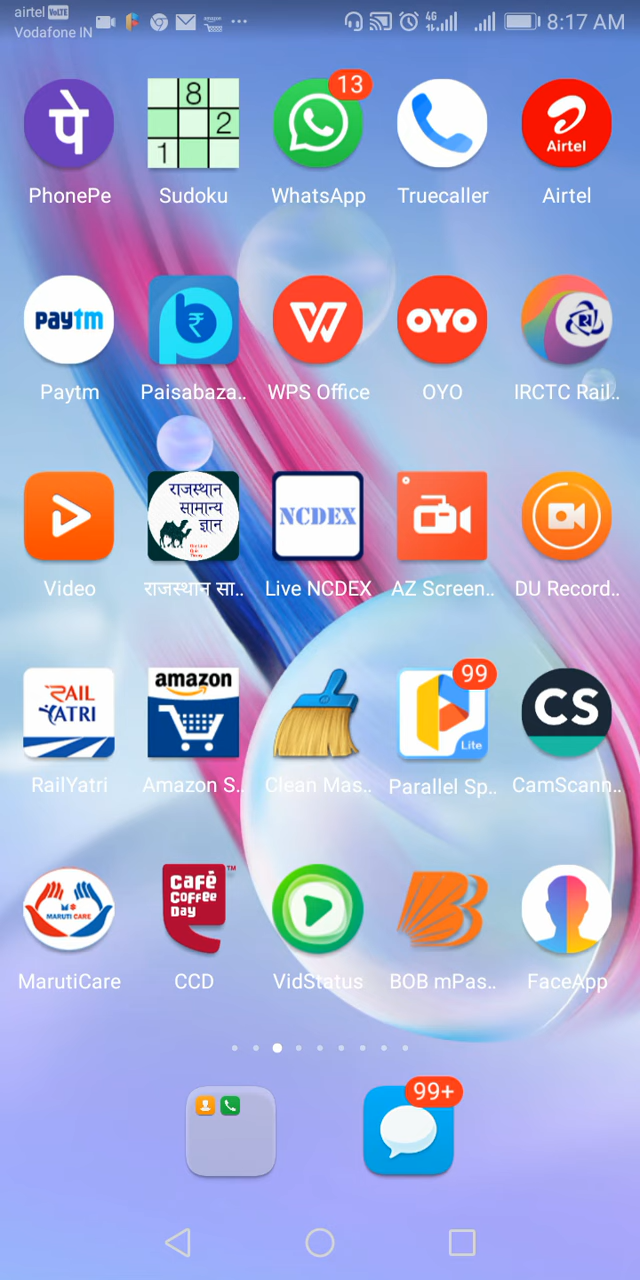 airtel VoLTE
Vodafone IN
4G
8:17 AM
8
2
1
पे
13
Airtel
PhonePe
Sudoku
WhatsApp
Truecaller
Airtel
Paytm
₹
OYO
Paytm
Paisabaza..
WPS Office
OYO
IRCTC Rail..
राजस्थान
सामान्य
ज्ञान
NCDEX
Video
राजस्थान सा..
Live NCDEX
AZ Screen..
DU Record..
RAIL
YATRI
amazon
99
Lite
CS
RailYatri
Amazon S..
Clean Mas..
Parallel Sp..
CamScann..
MARUTI CARE
Café
Coffee
Day
TM
MarutiCare
CCD
VidStatus
BOB mPas..
FaceApp
99+